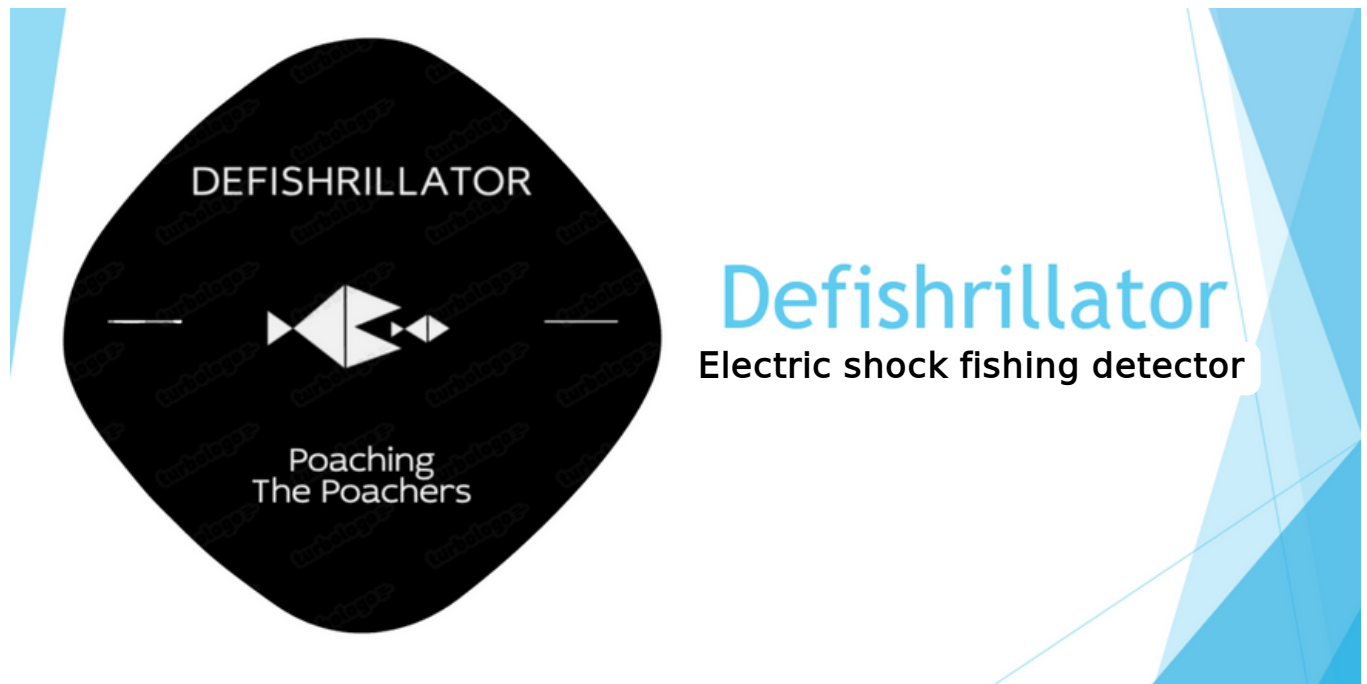 DEFISHRILLATOR
Poaching
The Poachers
Defishrillator
Electric shock fishing detector